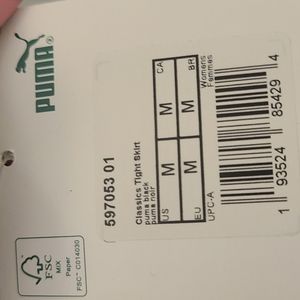 PUMA
597053 01
Classics Tight Skirt
puma black
puma noir
US M M CA
EU M M BR
UPC-A
Womens
Femmes
1 93524 85429 4
FSC
MIX
Paper
FSC™ C014030